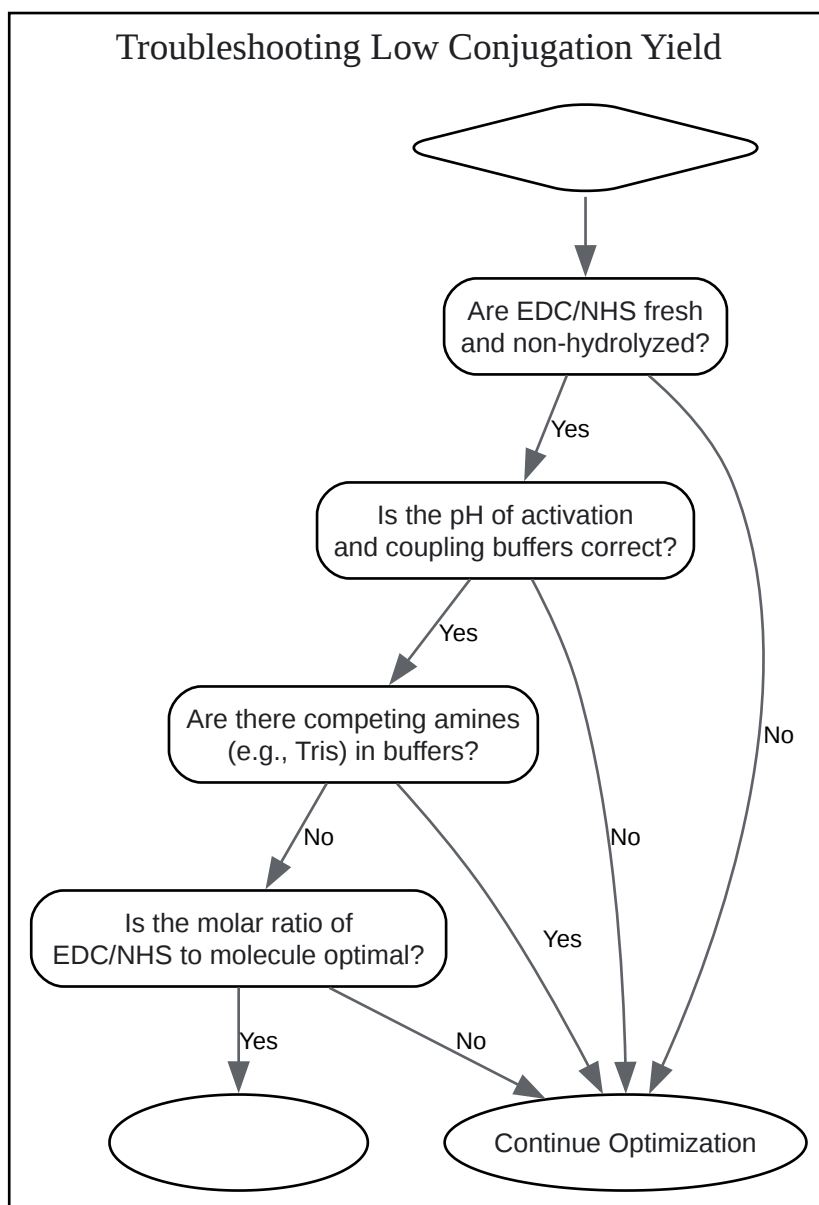 Troubleshooting Low Conjugation Yield
Are EDC/NHS fresh
and non-hydrolyzed?
Yes
Is the pH of activation
and coupling buffers correct?
Yes
Are there competing amines
(e.g., Tris) in buffers?
No
No
No
Is the molar ratio of
EDC/NHS to molecule optimal?
Yes
Yes
No
Continue Optimization